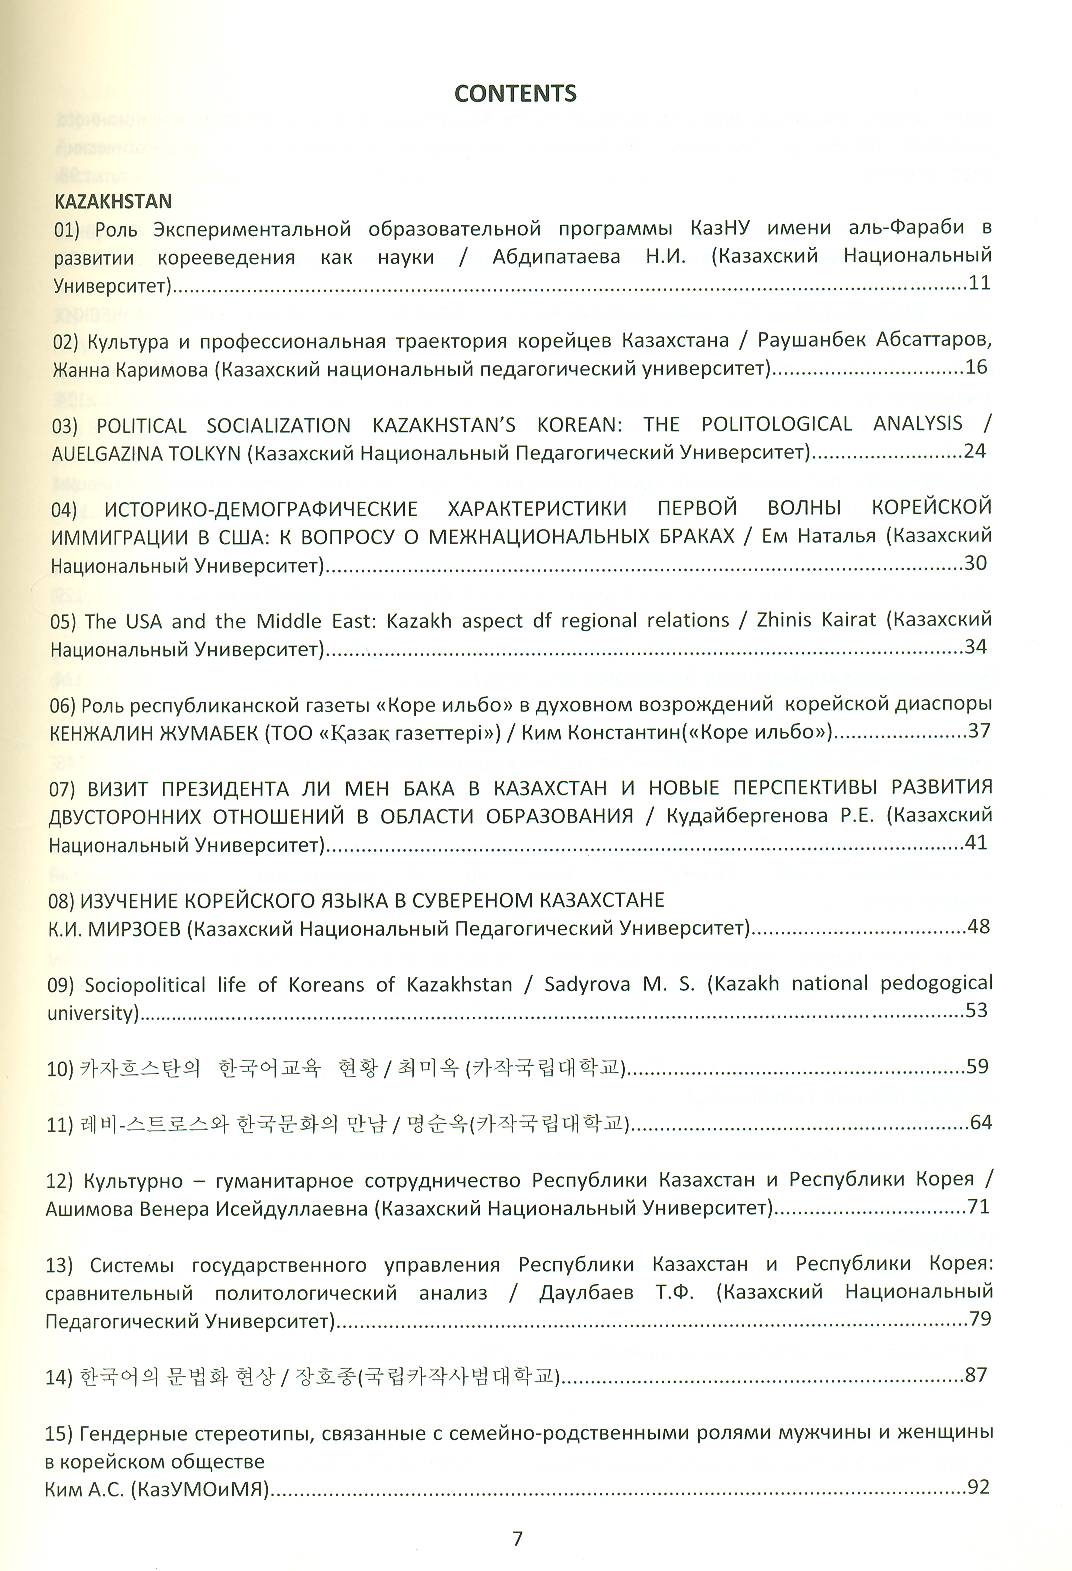 CONTENTS
KAZAKHSTAN
01) Роль Экспериментальной образовательной программы КазНУ имени аль-Фараби в
развитии корееведения как науки / Абдипатаева Н.И. (Казахский Национальный
Университет)....................11
02) Культура и профессиональная траектория корейцев Казахстана / Раушанбек Абсаттаров,
Жанна Каримова (Казахский национальный педагогический университет)....................16
03) POLITICAL SOCIALIZATION KAZAKHSTAN'S KOREAN: THE POLITOLOGICAL ANALYSIS /
AUELGAZINA TOLKYN (Казахский Национальный Педагогический Университет)....................24
04) ИСТОРИКО-ДЕМОГРАФИЧЕСКИЕ ХАРАКТЕРИСТИКИ ПЕРВОЙ ВОЛНЫ КОРЕЙСКОЙ
ИММИГРАЦИИ В США: К ВОПРОСУ О МЕЖНАЦИОНАЛЬНЫХ БРАКАХ / Ем Наталья (Казахский
Национальный Университет)....................30
05) The USA and the Middle East: Kazakh aspect df regional relations / Zhinis Kairat (Казахский
Национальный Университет)....................34
06) Роль республиканской газеты «Коре ильбо» в духовном возрождений корейской диаспоры
КЕНЖАЛИН ЖУМАБЕК (ТОО «Қазақ газеттері») / Ким Константин(«Коре ильбо»)....................37
07) ВИЗИТ ПРЕЗИДЕНТА ЛИ МЕН БАКА В КАЗАХСТАН И НОВЫЕ ПЕРСПЕКТИВЫ РАЗВИТИЯ
ДВУСТОРОННИХ ОТНОШЕНИЙ В ОБЛАСТИ ОБРАЗОВАНИЯ / Кудайбергенова Р.Е. (Казахский
Национальный Университет)....................41
08) ИЗУЧЕНИЕ КОРЕЙСКОГО ЯЗЫКА В СУВЕРЕНОМ КАЗАХСТАНЕ
К.И. МИРЗОЕВ (Казахский Национальный Педагогический Университет)....................48
09) Sociopolitical life of Koreans of Kazakhstan / Sadyrova M. S. (Kazakh national pedogogical
university)....................53
10) 카자흐스탄의 한국어교육 현황 / 최미옥 (카작국립대학교)....................59
11) 레비-스트로스와 한국문화의 만남 / 명순옥(카작국립대학교)....................64
12) Культурно – гуманитарное сотрудничество Республики Казахстан и Республики Корея /
Ашимова Венера Исейдуллаевна (Казахский Национальный Университет)....................71
13) Системы государственного управления Республики Казахстан и Республики Корея:
сравнительный политологический анализ / Даулбаев Т.Ф. (Казахский Национальный
Педагогический Университет)....................79
14) 한국어의 문법화 현상 / 장호종(국립카작사범대학교)....................87
15) Гендерные стереотипы, связанные с семейно-родственными ролями мужчины и женщины
в корейском обществе
Ким А.С. (КазУМОиМЯ)....................92
7